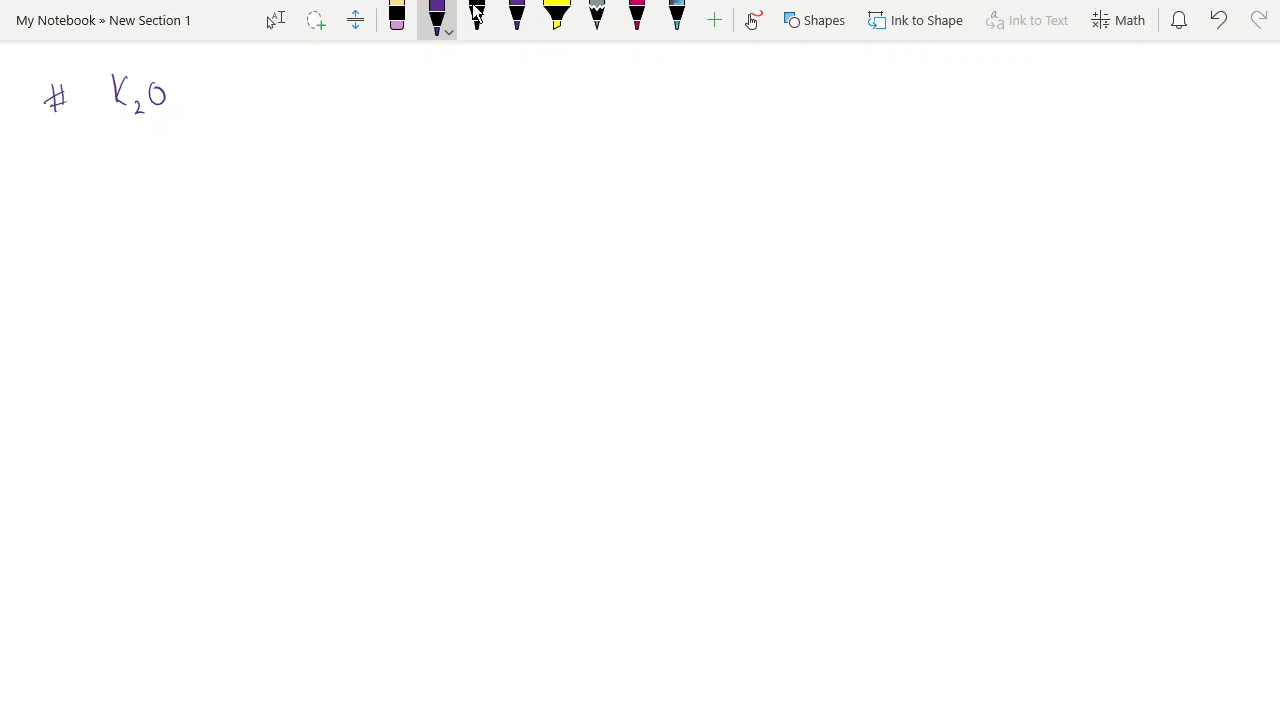 My Notebook » New Section 1 Shapes Ink to Shape Ink to Text Math
# K₂O